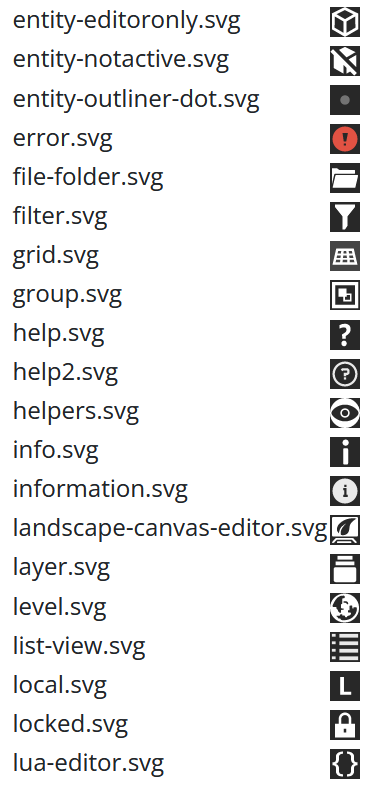 entity-editoronly.svg
entity-notactive.svg
entity-outliner-dot.svg
error.svg !
file-folder.svg
filter.svg
grid.svg
group.svg
help.svg ?
help2.svg ?
helpers.svg
info.svg i
information.svg i
landscape-canvas-editor.svg
layer.svg
level.svg
list-view.svg
local.svg L
locked.svg
lua-editor.svg {}